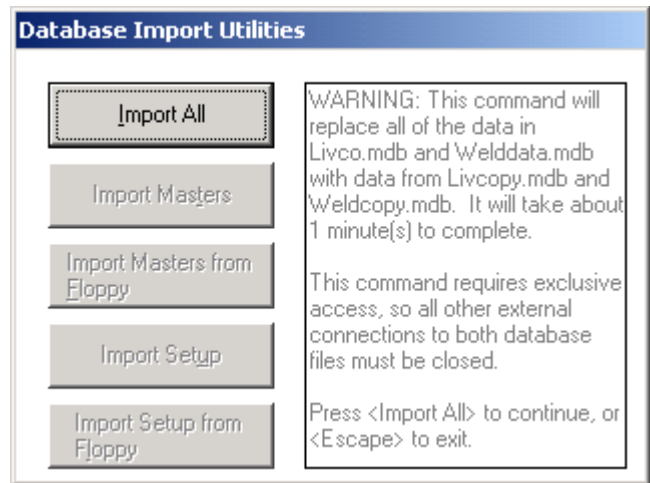 Database Import Utilities
Import All
Import Masters
Import Masters from
Floppy
Import Setup
Import Setup from
Floppy
WARNING: This command will
replace all of the data in
Livco.mdb and Welddata.mdb
with data from Livcopy.mdb and
Weldcopy.mdb.  It will take about
1 minute(s) to complete.
This command requires exclusive
access, so all other external
connections to both database
files must be closed.
Press <Import All> to continue, or
<Escape> to exit.